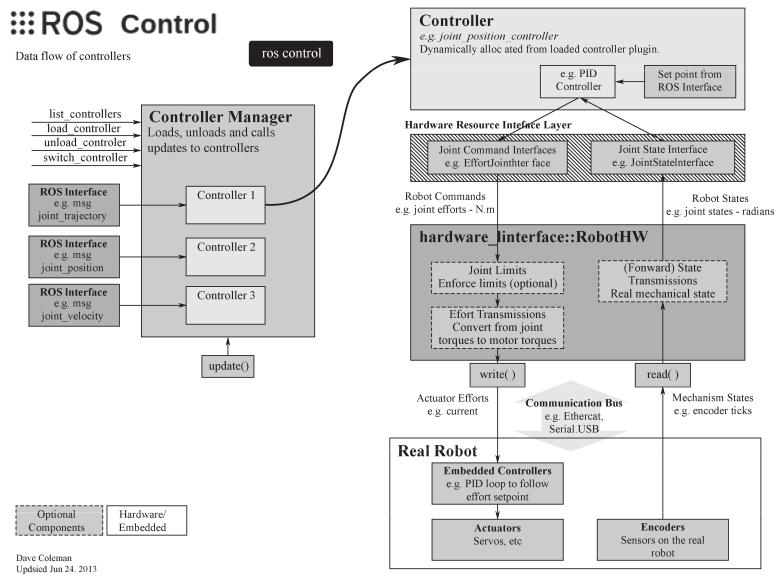 ROS Control
Data flow of controllers
ros control
Controller
e.g. joint_position_controller
Dynamically alloc ated from loaded controller plugin.
e.g. PID
Controller
Set point from
ROS Interface
list_controllers
load_controller
unload_controler
switch_controller
Controller Manager
Loads, unloads and calls
updates to controllers
ROS Interface
e.g. msg
joint_trajectory
Controller 1
ROS Interface
e.g. msg
joint_position
Controller 2
ROS Interface
e.g. msg
joint_velocity
Controller 3
update()
Hardware Resource Inteface Layer
Joint Command Interfaces
e.g. EffortJointhter face
Joint State Interface
e.g. JointStateInterface
Robot Commands
e.g. joint efforts - N.m
Robot States
e.g. joint states - radians
hardware_linterface::RobotHW
Joint Limits
Enforce limits (optional)
(Fonward) State
Transmissions
Real mechanical state
Efort Transmissions
Convert from joint
torques to motor torques
write( )
read( )
Actuator Efforts
e.g. current
Communication Bus
e.g. Ethercat,
Serial.USB
Mechanism States
e.g. encoder ticks
Real Robot
Embedded Controllers
e.g. PID loop to follow
effort setpoint
Actuators
Servos, etc
Encoders
Sensors on the real
robot
Optional
Components
Hardware/
Embedded
Dave Coleman
Updsied Jun 24. 2013